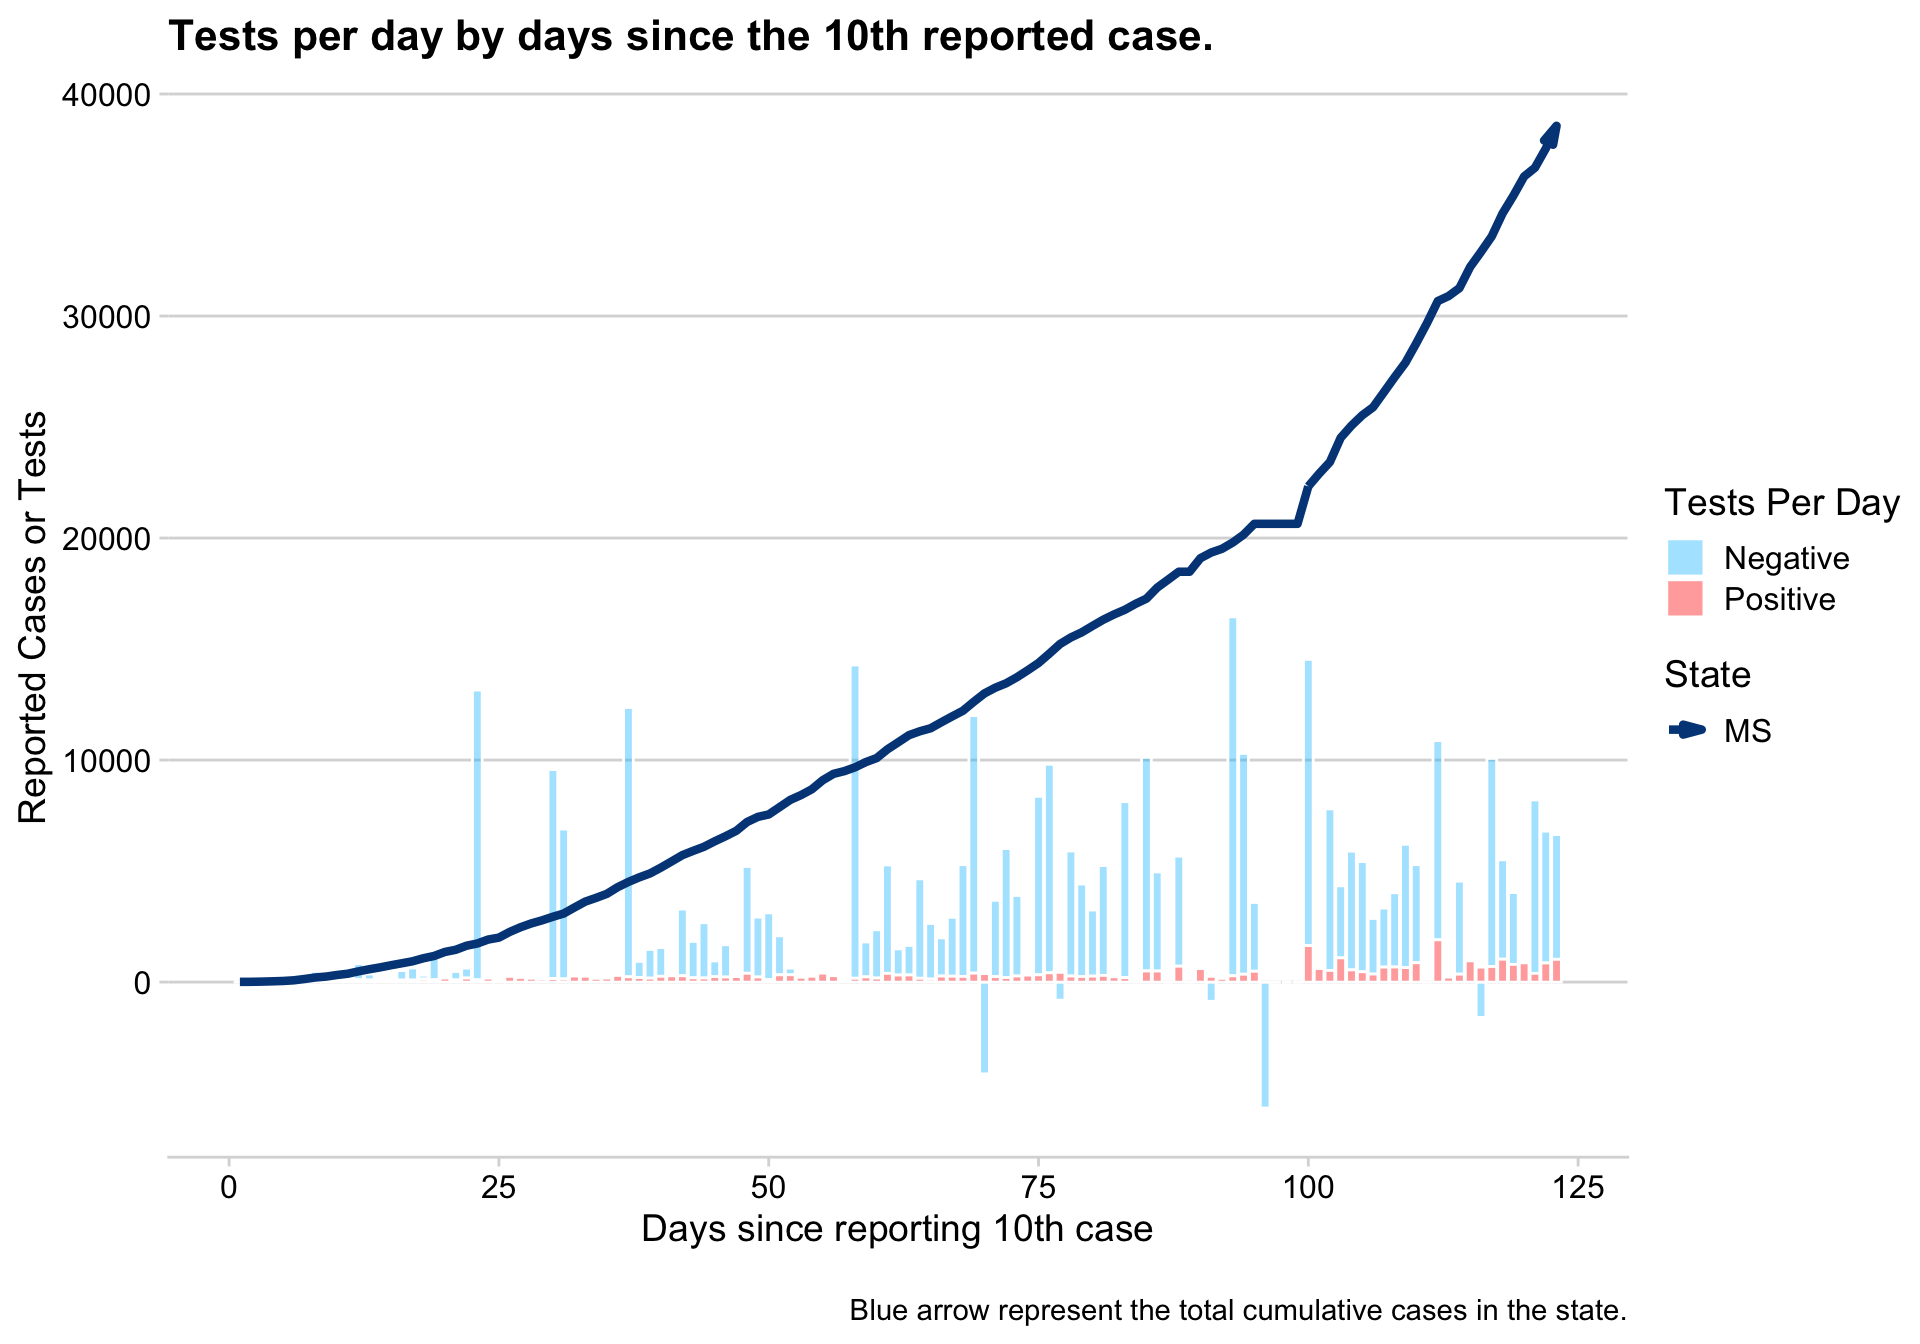 Tests per day by days since the 10th reported case.
40000
30000
20000
10000
0
Reported Cases or Tests
0 25 50 75 100 125
Days since reporting 10th case
Tests Per Day
Negative
Positive
State
MS
Blue arrow represent the total cumulative cases in the state.